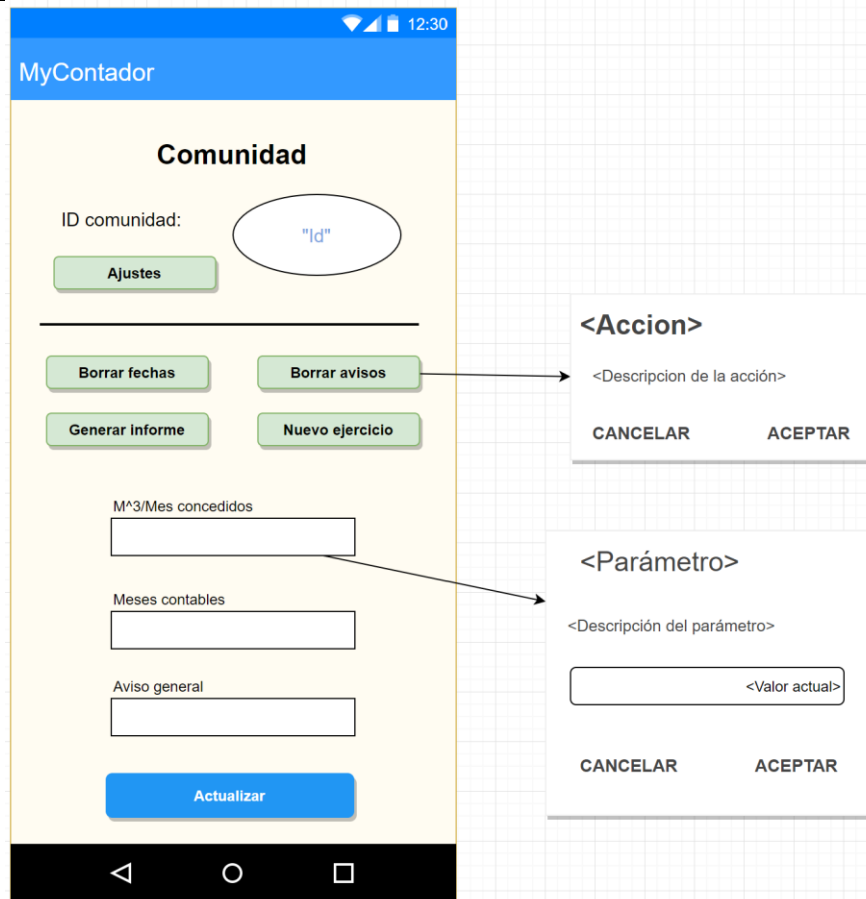 12:30
MyContador
Comunidad
ID comunidad:
"Id"
Ajustes
Borrar fechas
Borrar avisos
Generar informe
Nuevo ejercicio
M^3/Mes concedidos
Meses contables
Aviso general
Actualizar
<Accion>
<Descripcion de la acción>
CANCELAR ACEPTAR
<Parámetro>
<Descripción del parámetro>
<Valor actual>
CANCELAR ACEPTAR